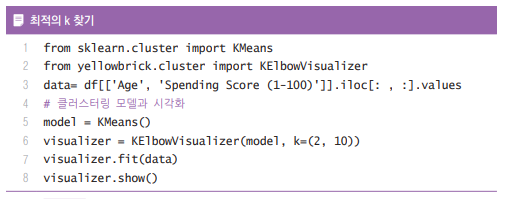 최적의 k 찾기
1 from sklearn.cluster import KMeans
2 from yellowbrick.cluster import KElbowVisualizer
3 data= df[['Age', 'Spending Score (1-100)']].iloc[: , :].values
4 # 클러스터링 모델과 시각화
5 model = KMeans()
6 visualizer = KElbowVisualizer(model, k=(2, 10))
7 visualizer.fit(data)
8 visualizer.show()